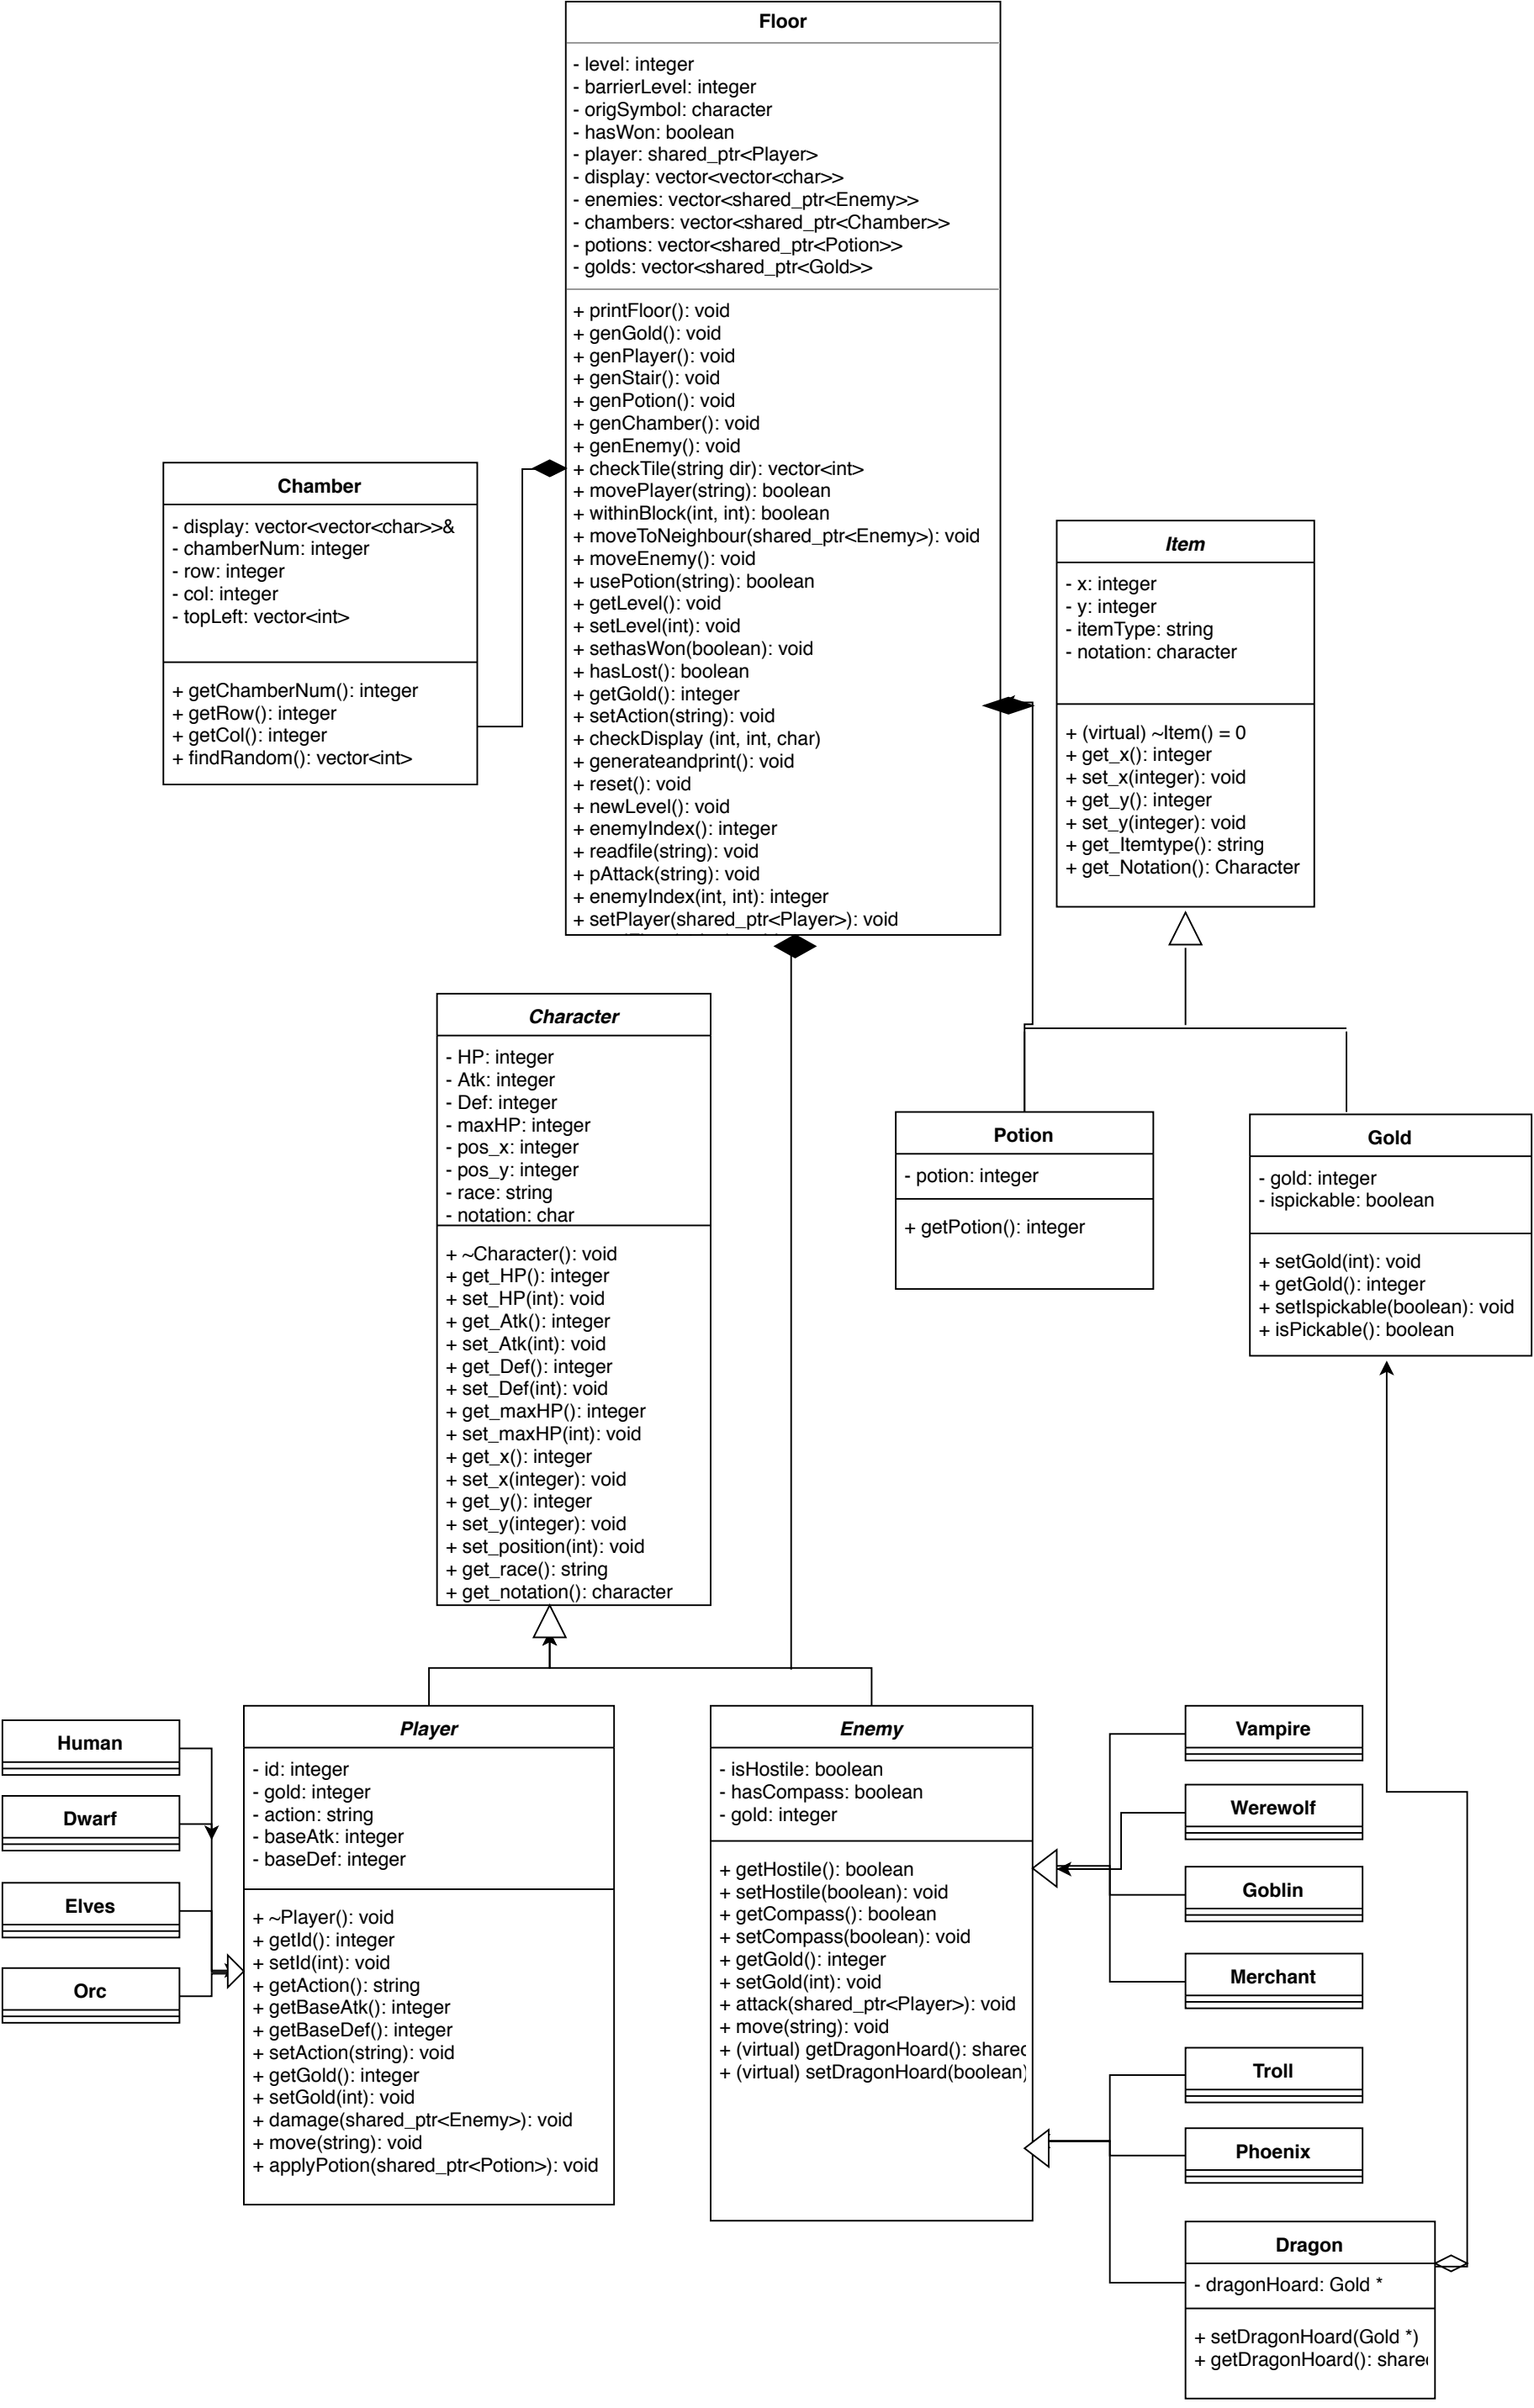 Floor
- level: integer
- barrierLevel: integer
- origSymbol: character
- hasWon: boolean
- player: shared_ptr<Player>
- display: vector<vector<char>>
- enemies: vector<shared_ptr<Enemy>>
- chambers: vector<shared_ptr<Chamber>>
- potions: vector<shared_ptr<Potion>>
- golds: vector<shared_ptr<Gold>>
+ printFloor(): void
+ genGold(): void
+ genPlayer(): void
+ genStair(): void
+ genPotion(): void
+ genChamber(): void
+ genEnemy(): void
+ checkTile(string dir): vector<int>
+ movePlayer(string): boolean
+ withinBlock(int, int): boolean
+ moveToNeighbour(shared_ptr<Enemy>): void
+ moveEnemy(): void
+ usePotion(string): boolean
+ getLevel(): void
+ setLevel(int): void
+ sethasWon(boolean): void
+ hasLost(): boolean
+ getGold(): integer
+ setAction(string): void
+ checkDisplay (int, int, char)
+ generateandprint(): void
+ reset(): void
+ newLevel(): void
+ enemyIndex(): integer
+ readfile(string): void
+ pAttack(string): void
+ enemyIndex(int, int): integer
+ setPlayer(shared_ptr<Player>): void
Chamber
- display: vector<vector<char>>&
- chamberNum: integer
- row: integer
- col: integer
- topLeft: vector<int>
+ getChamberNum(): integer
+ getRow(): integer
+ getCol(): integer
+ findRandom(): vector<int>
Item
- x: integer
- y: integer
- itemType: string
- notation: character
+ (virtual) ~Item() = 0
+ get_x(): integer
+ set_x(integer): void
+ get_y(): integer
+ set_y(integer): void
+ get_Itemtype(): string
+ get_Notation(): Character
Character
- HP: integer
- Atk: integer
- Def: integer
- maxHP: integer
- pos_x: integer
- pos_y: integer
- race: string
- notation: char
+ ~Character(): void
+ get_HP(): integer
+ set_HP(int): void
+ get_Atk(): integer
+ set_Atk(int): void
+ get_Def(): integer
+ set_Def(int): void
+ get_maxHP(): integer
+ set_maxHP(int): void
+ get_x(): integer
+ set_x(integer): void
+ get_y(): integer
+ set_y(integer): void
+ set_position(int): void
+ get_race(): string
+ get_notation(): character
Potion
- potion: integer
+ getPotion(): integer
Gold
- gold: integer
- ispickable: boolean
+ setGold(int): void
+ getGold(): integer
+ setIspickable(boolean): void
+ isPickable(): boolean
Human
Dwarf
Elves
Orc
Player
- id: integer
- gold: integer
- action: string
- baseAtk: integer
- baseDef: integer
+ ~Player(): void
+ getId(): integer
+ setId(int): void
+ getAction(): string
+ getBaseAtk(): integer
+ getBaseDef(): integer
+ setAction(string): void
+ getGold(): integer
+ setGold(int): void
+ damage(shared_ptr<Enemy>): void
+ move(string): void
+ applyPotion(shared_ptr<Potion>): void
Enemy
- isHostile: boolean
- hasCompass: boolean
- gold: integer
+ getHostile(): boolean
+ setHostile(boolean): void
+ getCompass(): boolean
+ setCompass(boolean): void
+ getGold(): integer
+ setGold(int): void
+ attack(shared_ptr<Player>): void
+ move(string): void
+ (virtual) getDragonHoard(): shared
+ (virtual) setDragonHoard(boolean)
Vampire
Werewolf
Goblin
Merchant
Troll
Phoenix
Dragon
- dragonHoard: Gold *
+ setDragonHoard(Gold *)
+ getDragonHoard(): share